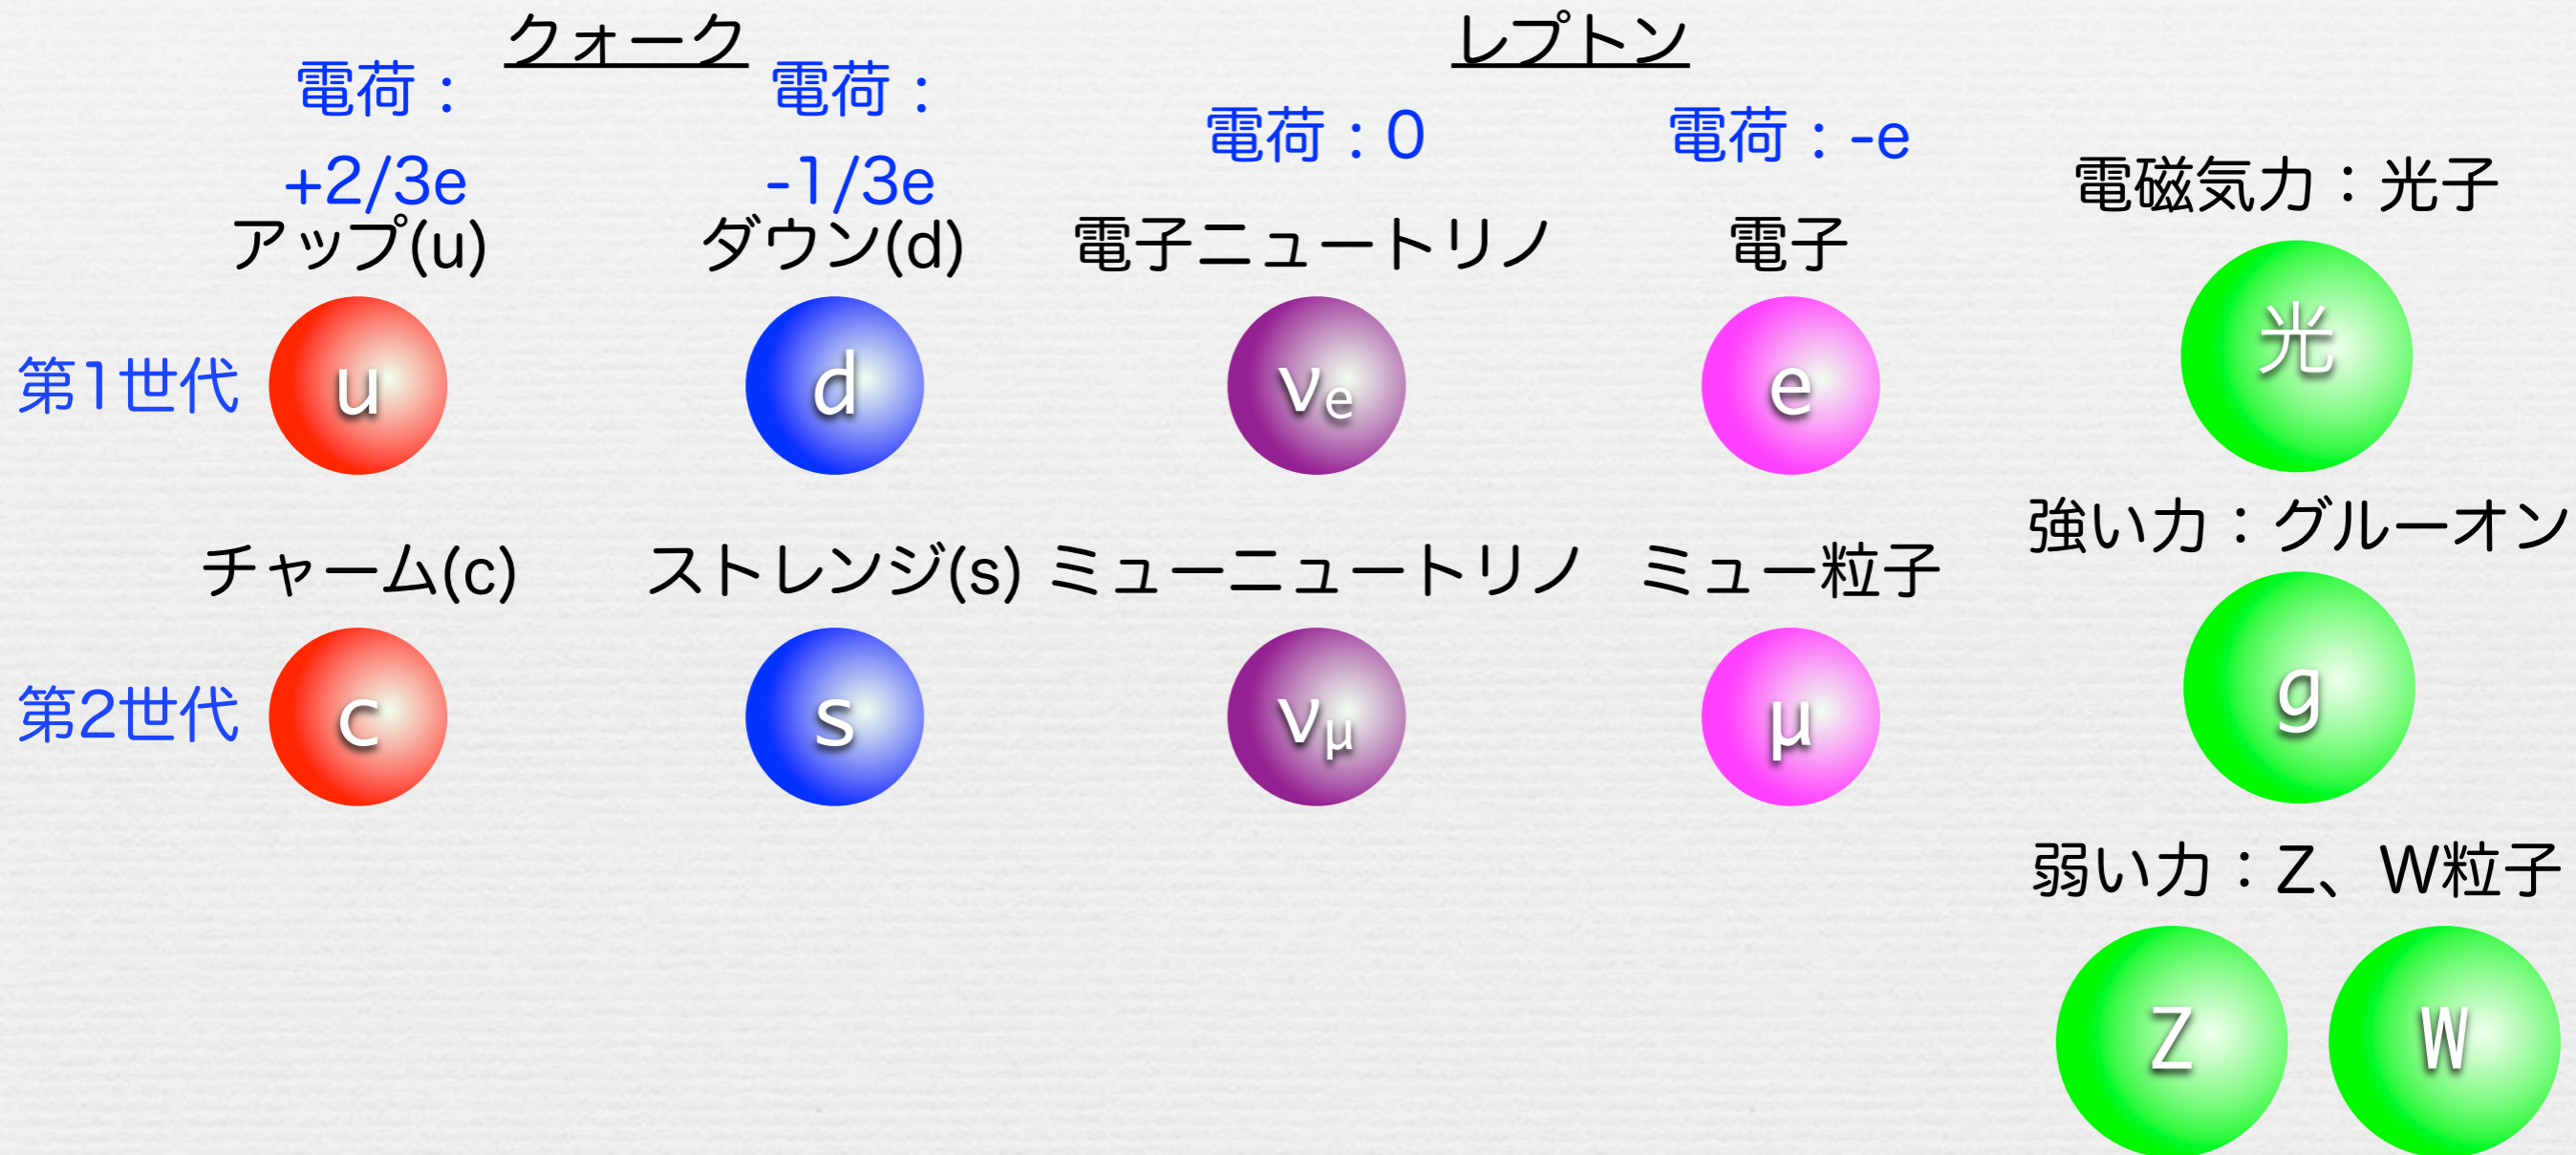 クォーク
レプトン
電荷：
+2/3e
電荷：
-1/3e
電荷：0
電荷：-e
アップ(u)
ダウン(d)
電子ニュートリノ
電子
電磁気力：光子
第1世代
u
d
νe
e
光
強い力：グルーオン
チャーム(c)
ストレンジ(s)
ミューニュートリノ
ミュー粒子
第2世代
c
s
νμ
μ
g
弱い力：Z、W粒子
Z
W